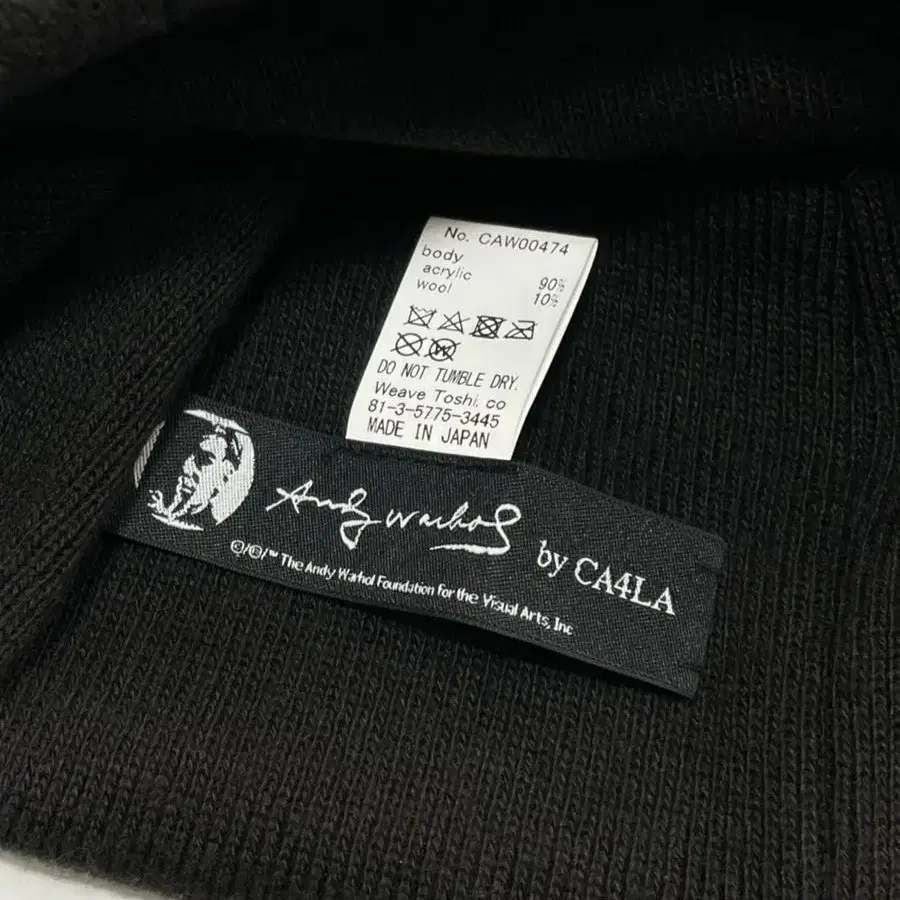 No. CAW00474
body
acrylic 90%
wool 10%
DO NOT TUMBLE DRY.
Weave Toshi. co
81-3-5775-3445
MADE IN JAPAN
Andy Warhol by CA4LA
©/®/™ The Andy Warhol Foundation for the Visual Arts, Inc